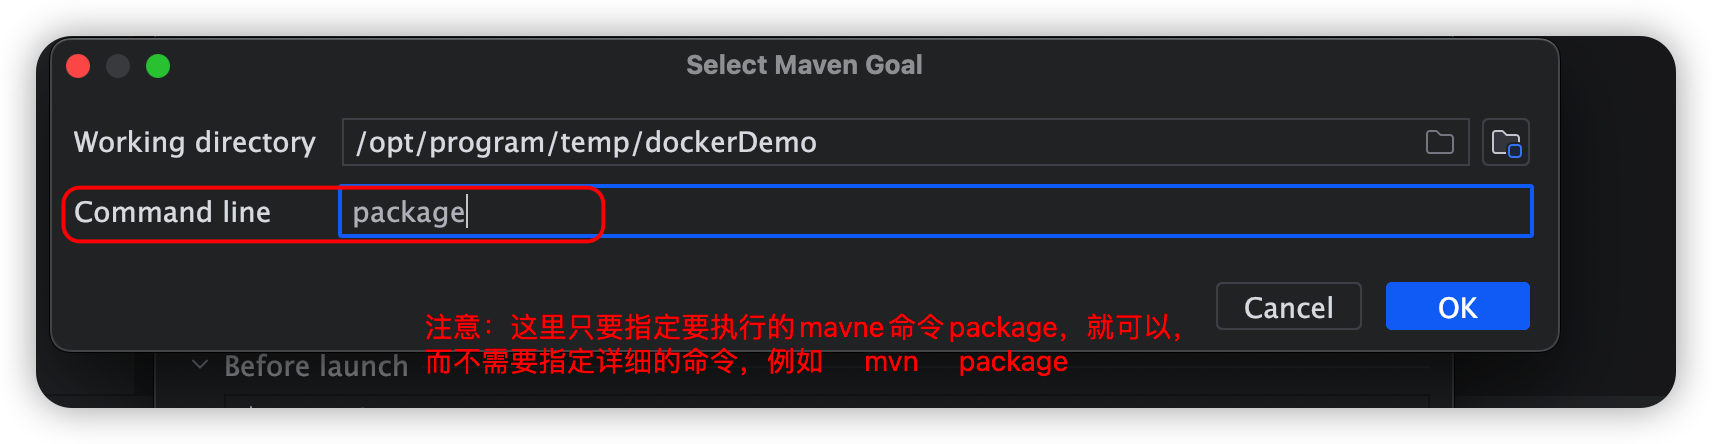 Select Maven Goal
Working directory /opt/program/temp/dockerDemo
Command line package
Cancel OK
注意：这里只要指定要执行的mavne命令package，就可以，
而不需要指定详细的命令，例如 mvn package
Before launch